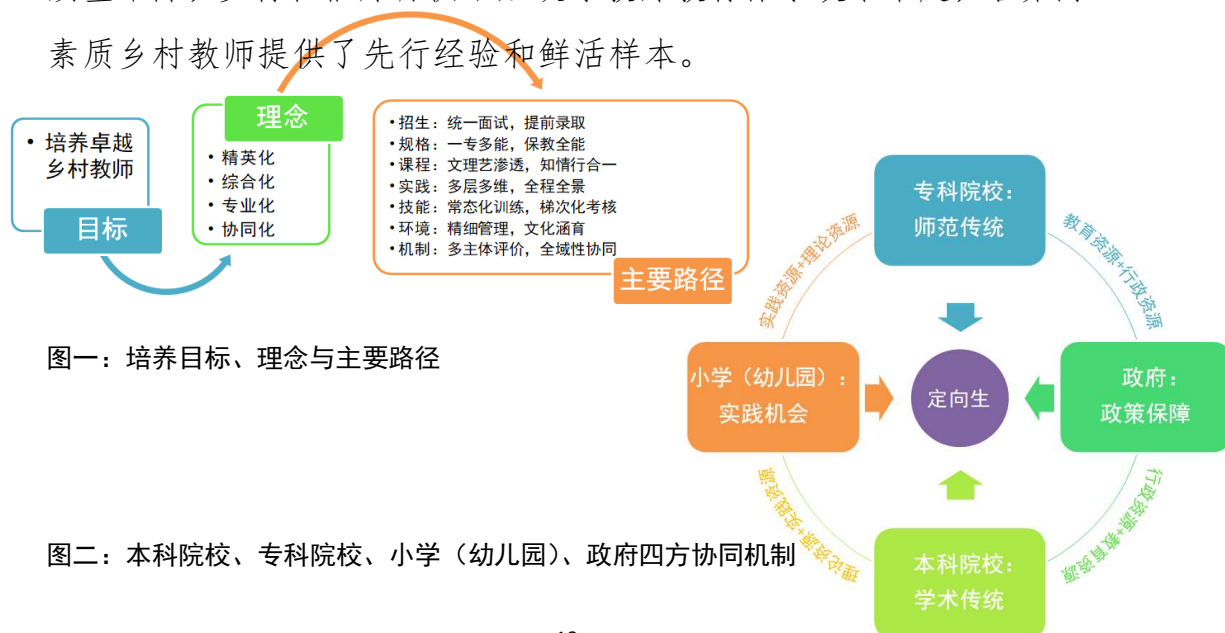 素质乡村教师提供了先行经验和鲜活样本。
• 培养卓越
乡村教师
目标
理念
• 精英化
• 综合化
• 专业化
• 协同化
•招生：统一面试，提前录取
•规格：一专多能，保教全能
•课程：文理艺渗透，知情行合一
•实践：多层多维，全程全景
•技能：常态化训练，梯次化考核
•环境：精细管理，文化涵育
•机制：多主体评价，全域性协同
主要路径
图一：培养目标、理念与主要路径
专科院校：
师范传统
实践资源+理论资源
教育资源+行政资源
小学（幼儿园）：
实践机会
定向生
政府：
政策保障
理论资源+实践资源
行政资源+教育资源
本科院校：
学术传统
图二：本科院校、专科院校、小学（幼儿园）、政府四方协同机制